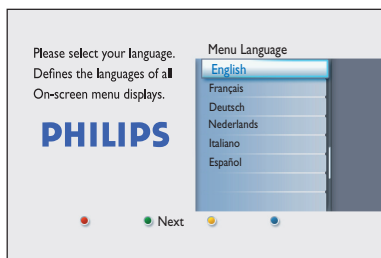 Please select your language.
Defines the languages of all
On-screen menu displays.
PHILIPS
Menu Language
English
Français
Deutsch
Nederlands
Italiano
Español
Next